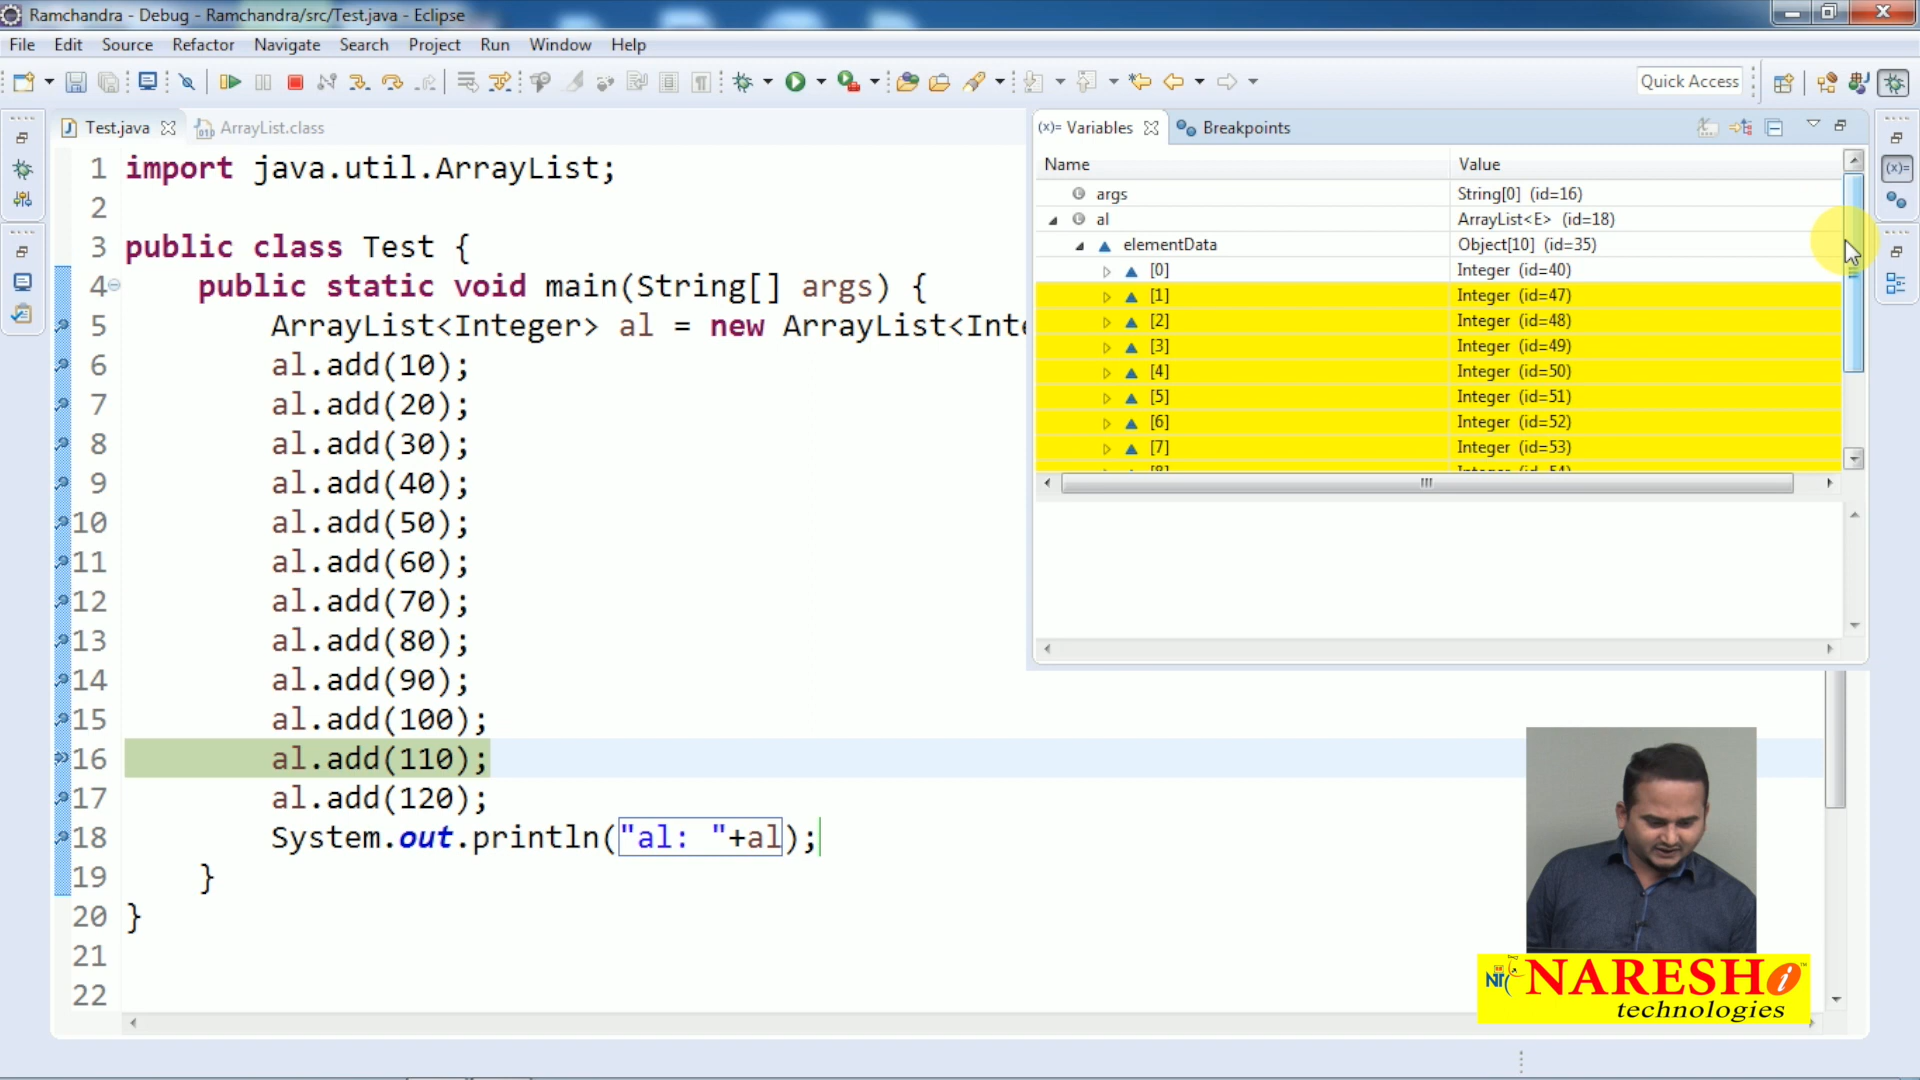 Ramchandra - Debug - Ramchandra/src/Test.java - Eclipse
File Edit Source Refactor Navigate Search Project Run Window Help
Quick Access
Test.java
ArrayList.class
1 import java.util.ArrayList;
2
3 public class Test {
4 public static void main(String[] args) {
5 ArrayList<Integer> al = new ArrayList<Inte
6 al.add(10);
7 al.add(20);
8 al.add(30);
9 al.add(40);
10 al.add(50);
11 al.add(60);
12 al.add(70);
13 al.add(80);
14 al.add(90);
15 al.add(100);
16 al.add(110);
17 al.add(120);
18 System.out.println("al: "+al);
19 }
20 }
21
22
(x)= Variables
Breakpoints
Name Value
args String[0] (id=16)
al ArrayList<E> (id=18)
elementData Object[10] (id=35)
[0] Integer (id=40)
[1] Integer (id=47)
[2] Integer (id=48)
[3] Integer (id=49)
[4] Integer (id=50)
[5] Integer (id=51)
[6] Integer (id=52)
[7] Integer (id=53)
(x)=
NARESH i
technologies